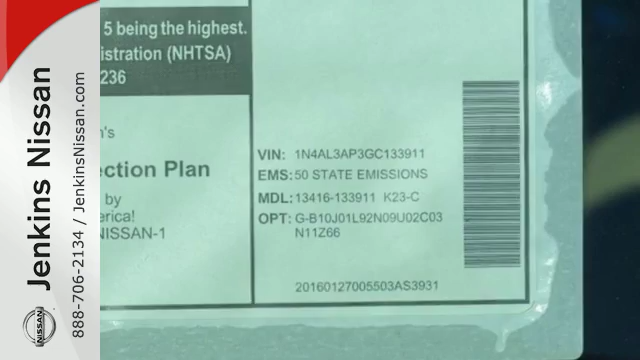 Jenkins Nissan
888-706-2134 / JenkinsNissan.com
NISSAN
5 being the highest.
istration (NHTSA)
236
n's
ection Plan
by
erica!
NISSAN-1
VIN: 1N4AL3AP3GC133911
EMS: 50 STATE EMISSIONS
MDL: 13416-133911 K23-C
OPT: G-B10J01L92N09U02C03
N11Z66
20160127005503AS3931